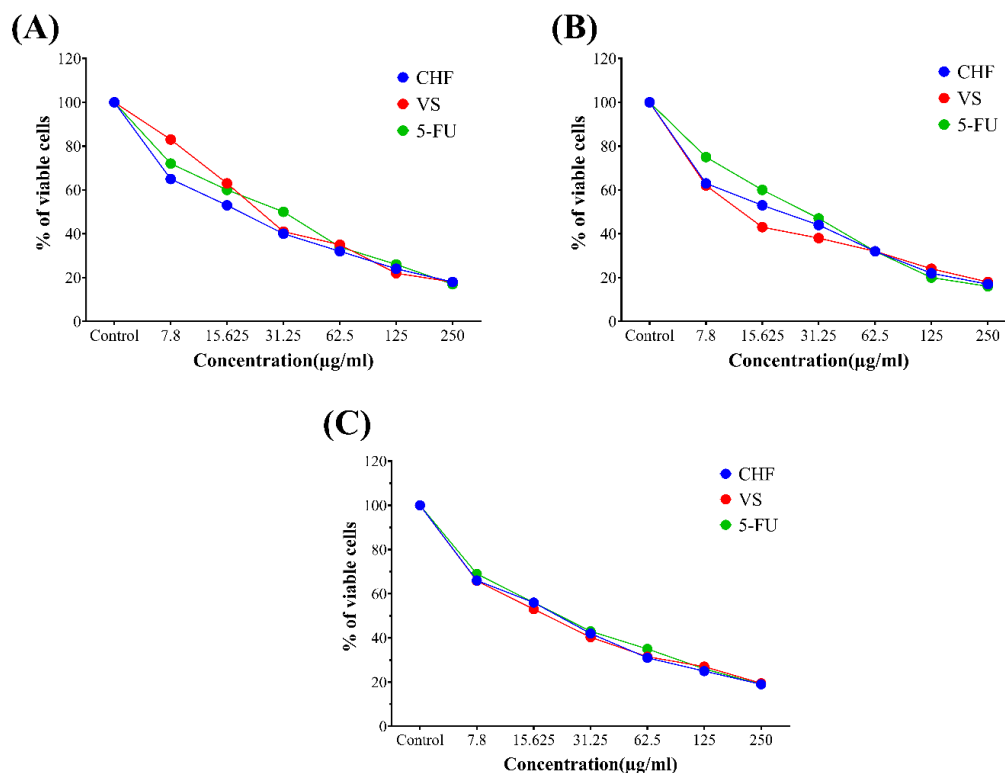 (A)
120
100
80
60
40
20
0
% of viable cells
CHF
VS
5-FU
Control 7.8 15.625 31.25 62.5 125 250
Concentration(µg/ml)
(B)
120
100
80
60
40
20
0
% of viable cells
CHF
VS
5-FU
Control 7.8 15.625 31.25 62.5 125 250
Concentration(µg/ml)
(C)
120
100
80
60
40
20
0
% of viable cells
CHF
VS
5-FU
Control 7.8 15.625 31.25 62.5 125 250
Concentration(µg/ml)